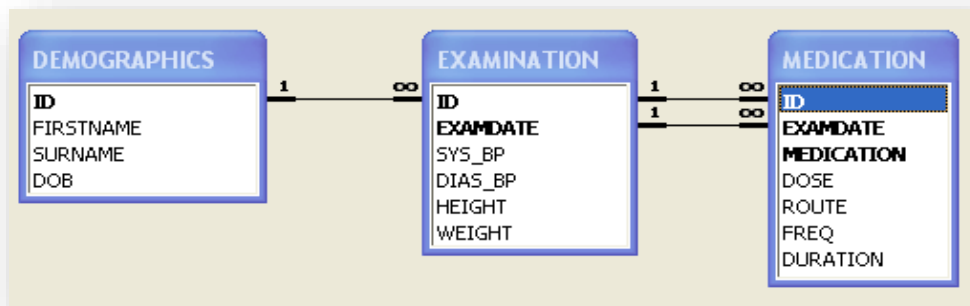 DEMOGRAPHICS
ID
FIRSTNAME
SURNAME
DOB
1 ∞
EXAMINATION
ID
EXAMDATE
SYS_BP
DIAS_BP
HEIGHT
WEIGHT
1 ∞
1 ∞
MEDICATION
ID
EXAMDATE
MEDICATION
DOSE
ROUTE
FREQ
DURATION